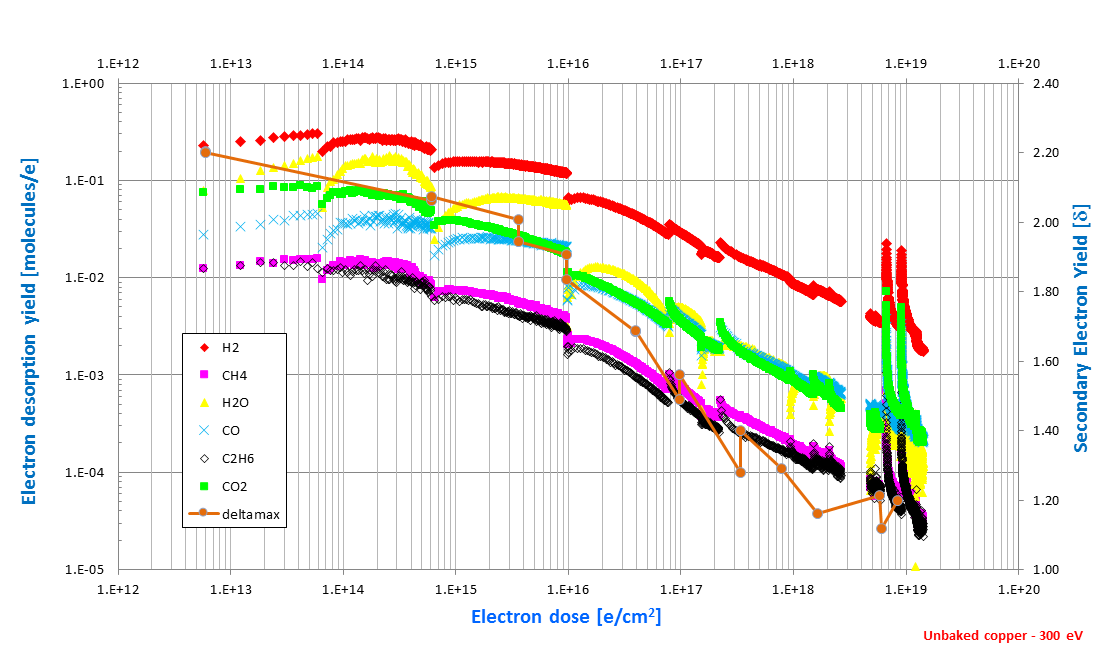 1.E+12 1.E+13 1.E+14 1.E+15 1.E+16 1.E+17 1.E+18 1.E+19 1.E+20
1.E+00
1.E-01
1.E-02
1.E-03
1.E-04
1.E-05
Electron desorption yield [molecules/e]
H2
CH4
H2O
CO
C2H6
CO2
deltamax
2.40
2.20
2.00
1.80
1.60
1.40
1.20
1.00
Secondary Electron Yield [δ]
1.E+12 1.E+13 1.E+14 1.E+15 1.E+16 1.E+17 1.E+18 1.E+19 1.E+20
Electron dose [e/cm²]
Unbaked copper - 300 eV